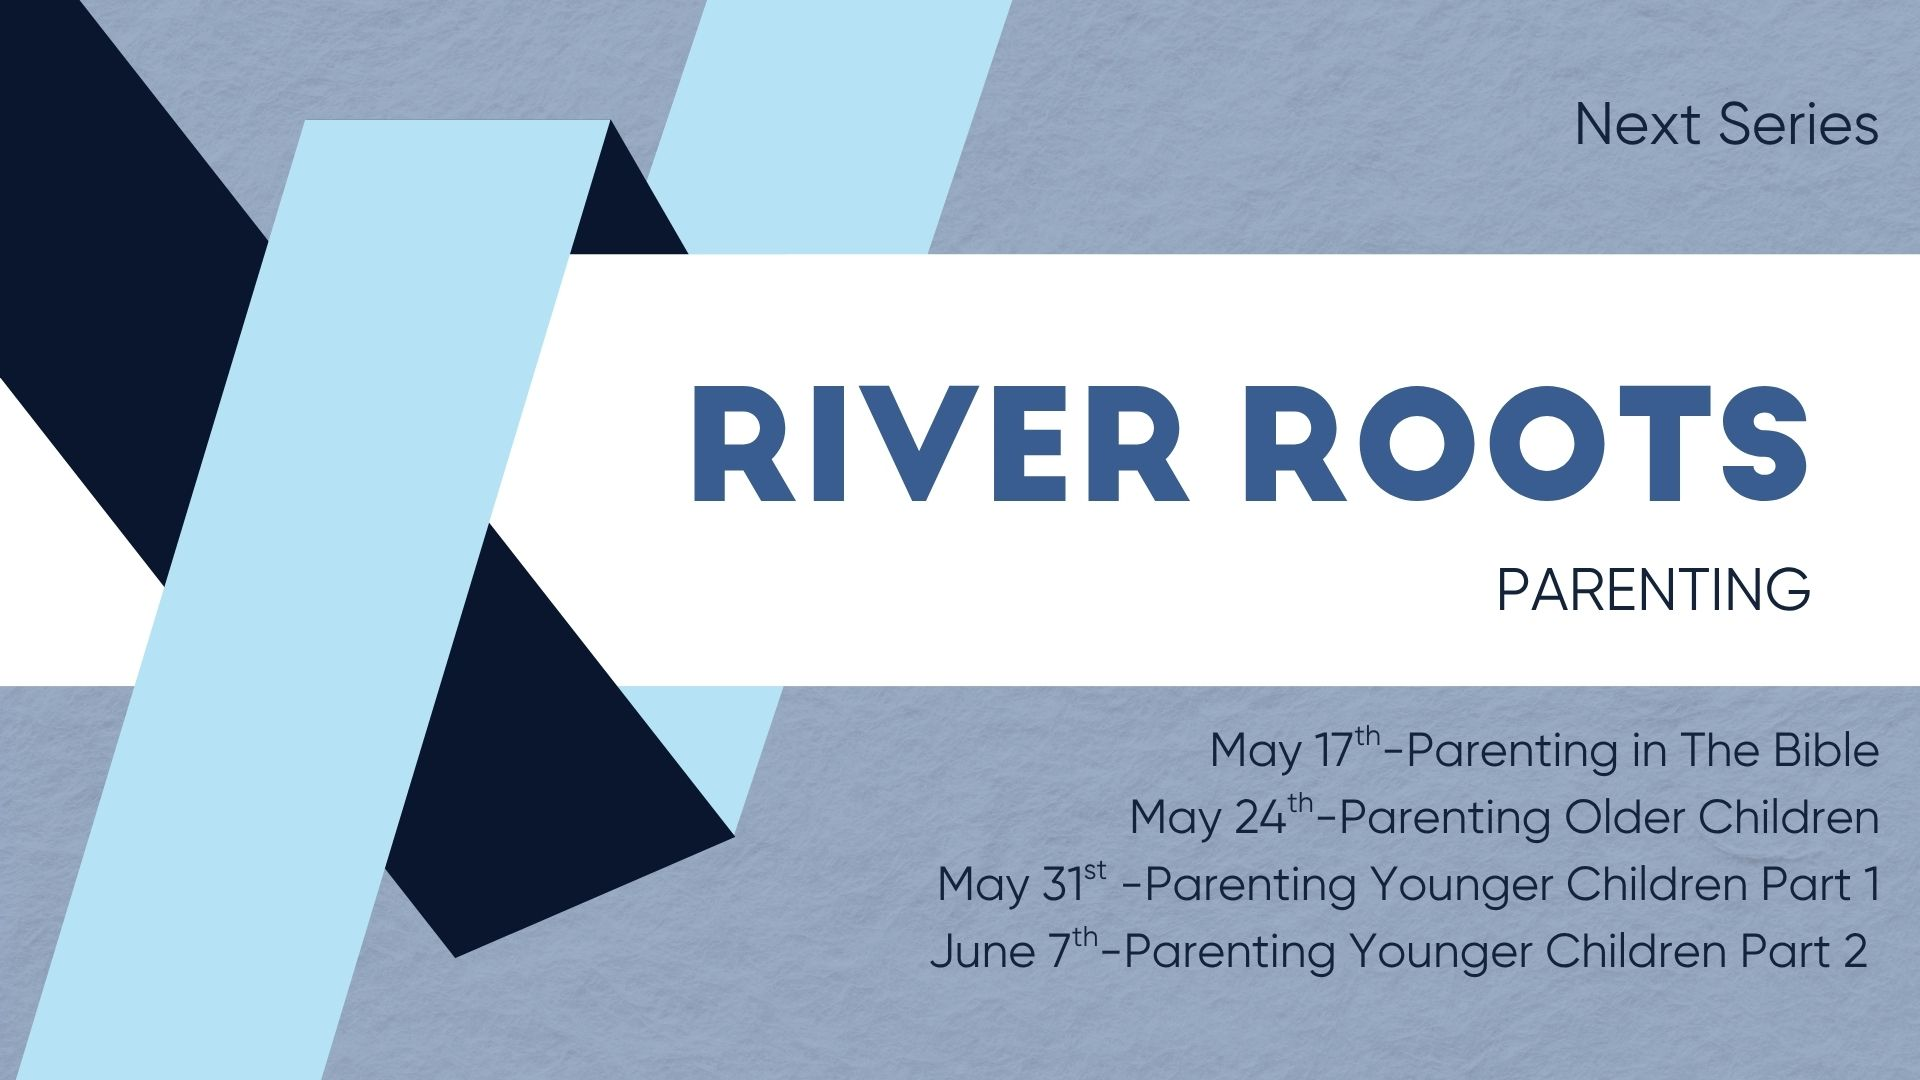 Next Series
RIVER ROOTS
PARENTING
May 17th-Parenting in The Bible
May 24th-Parenting Older Children
May 31st -Parenting Younger Children Part 1
June 7th-Parenting Younger Children Part 2